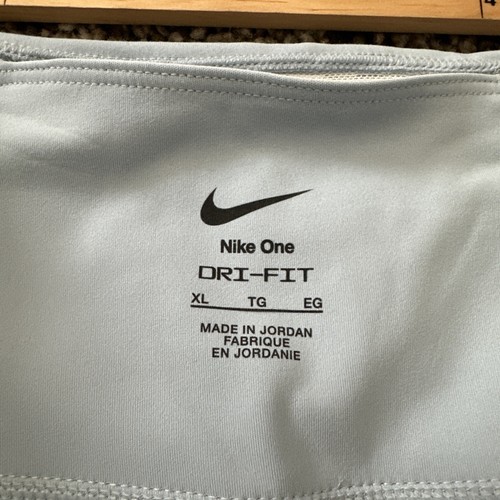 Nike One
DRI-FIT
XL TG EG
MADE IN JORDAN
FABRIQUE
EN JORDANIE